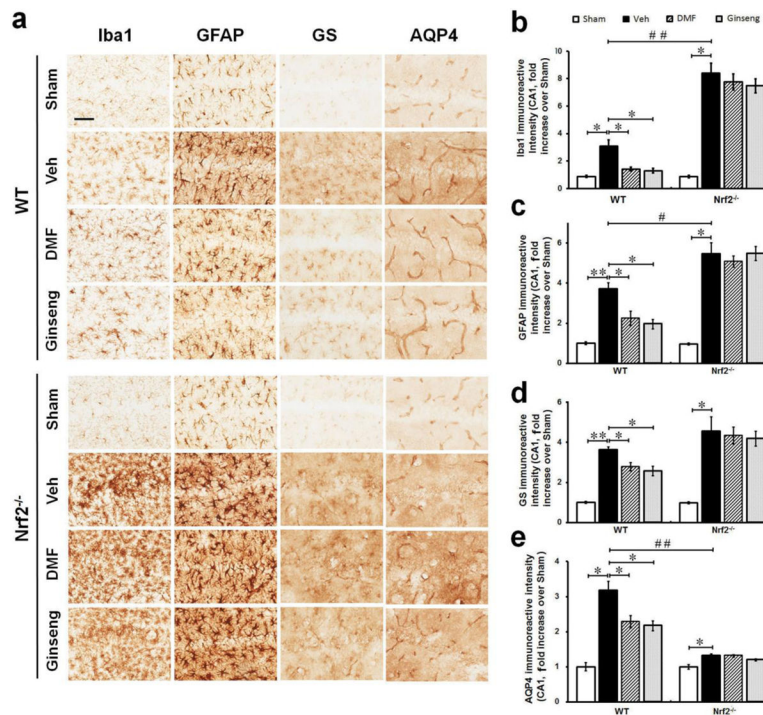 a
Iba1 GFAP GS AQP4
WT
Sham
Veh
DMF
Ginseng
Nrf2-/-
Sham
Veh
DMF
Ginseng
Sham Veh DMF Ginseng
b
Iba1 immunoreactive
Intensity (CA1, fold
increase over Sham)
10
8
6
4
2
0
* * * # # *
WT Nrf2-/-
c
GFAP immunoreactive
intensity (CA1, fold
increase over Sham)
6
4
2
0
** * * # *
WT Nrf2-/-
d
GS immunoreactive
intensity (CA1, fold
increase over Sham)
6
4
2
0
** * * *
WT Nrf2-/-
e
AQP4 immunoreactive intensity
(CA1, fold increase over Sham)
4
3
2
1
0
* * * # # *
WT Nrf2-/-